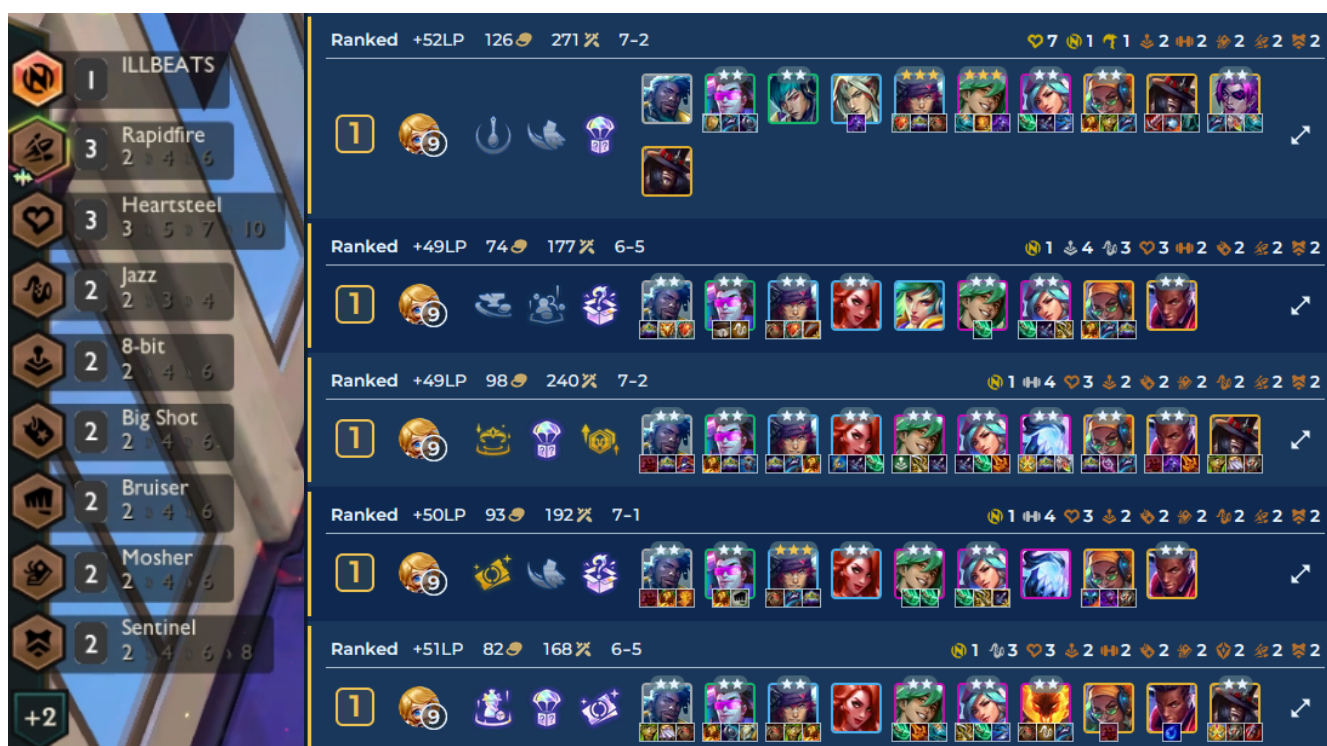 1 ILLBEATS
3 Rapidfire
2 › 4 › 6
3 Heartsteel
3 › 5 › 7 › 10
2 Jazz
2 › 3 › 4
2 8-bit
2 › 4 › 6
2 Big Shot
2 › 4 › 6
2 Bruiser
2 › 4 › 6
2 Mosher
2 › 4 › 6
2 Sentinel
2 › 4 › 6 › 8
+2
Ranked +52LP 126 271 7-2
7 1 1 2 2 2 2 2
1 9
Ranked +49LP 74 177 6-5
1 4 3 3 2 2 2 2
1 9
Ranked +49LP 98 240 7-2
1 4 3 2 2 2 2 2 2
1 9
Ranked +50LP 93 192 7-1
1 4 3 2 2 2 2 2 2
1 9
Ranked +51LP 82 168 6-5
1 3 3 2 2 2 2 2 2 2
1 9